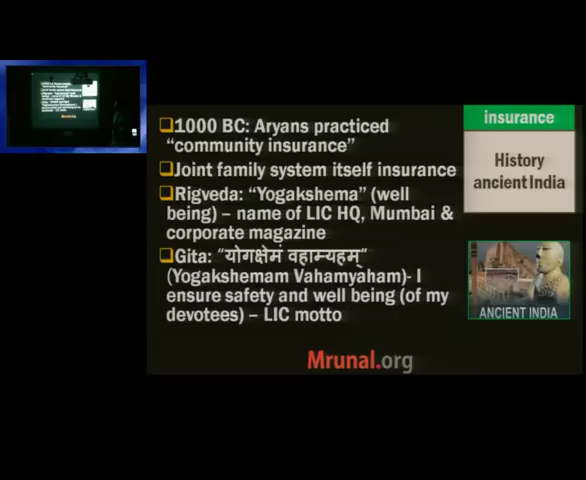 ❑1000 BC: Aryans practiced
"community insurance"
❑Joint family system itself insurance
❑Rigveda: "Yogakshema" (well
being) – name of LIC HQ, Mumbai &
corporate magazine
❑Gita: "योगक्षेमं वहाम्यहम्"
(Yogakshemam Vahamyaham)- I
ensure safety and well being (of my
devotees) – LIC motto
insurance
History
ancient India
ANCIENT INDIA
Mrunal.org
Mrunal.org